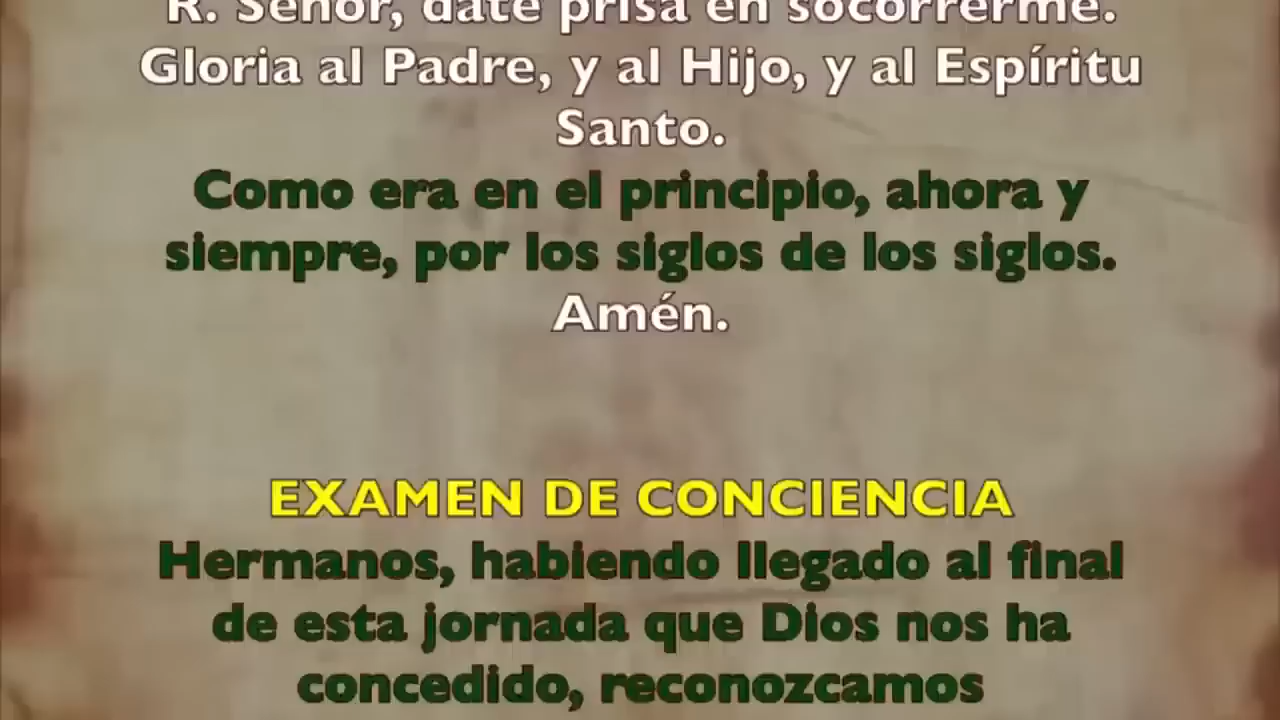 R. Señor, date prisa en socorrerme.
Gloria al Padre, y al Hijo, y al Espíritu
Santo.
Como era en el principio, ahora y
siempre, por los siglos de los siglos.
Amén.
EXAMEN DE CONCIENCIA
Hermanos, habiendo llegado al final
de esta jornada que Dios nos ha
concedido, reconozcamos